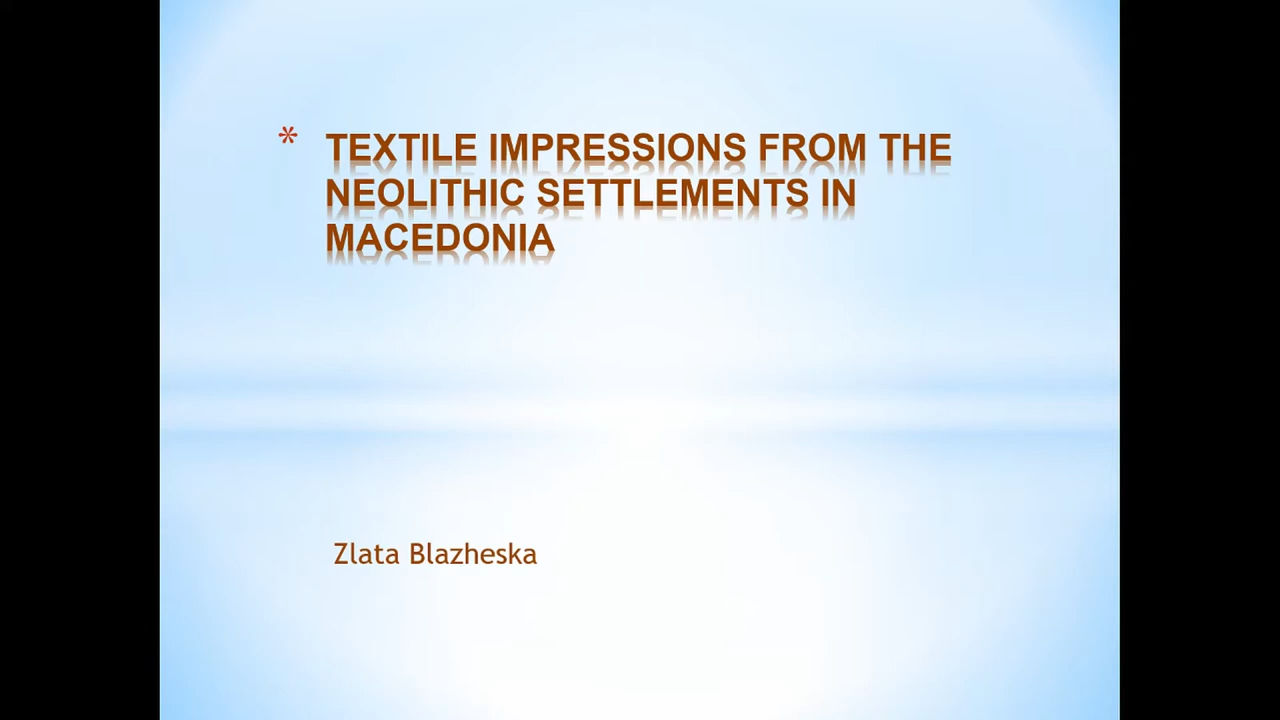 * TEXTILE IMPRESSIONS FROM THE
NEOLITHIC SETTLEMENTS IN
MACEDONIA
Zlata Blazheska